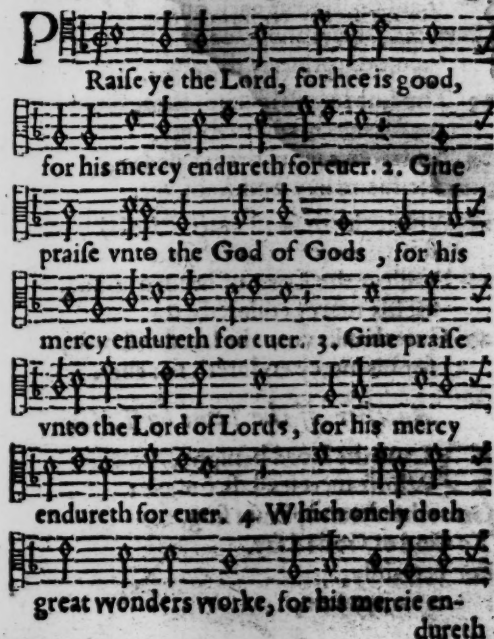 PRaiſe ye the Lord, for hee is good,
for his mercy endureth for euer. 2. Giue
praiſe vnto the God of Gods , for his
mercy endureth for euer. 3. Giue praiſe
vnto the Lord of Lords, for his mercy
endureth for euer. 4 Which onely doth
great wonders worke, for his mercie en-
dureth